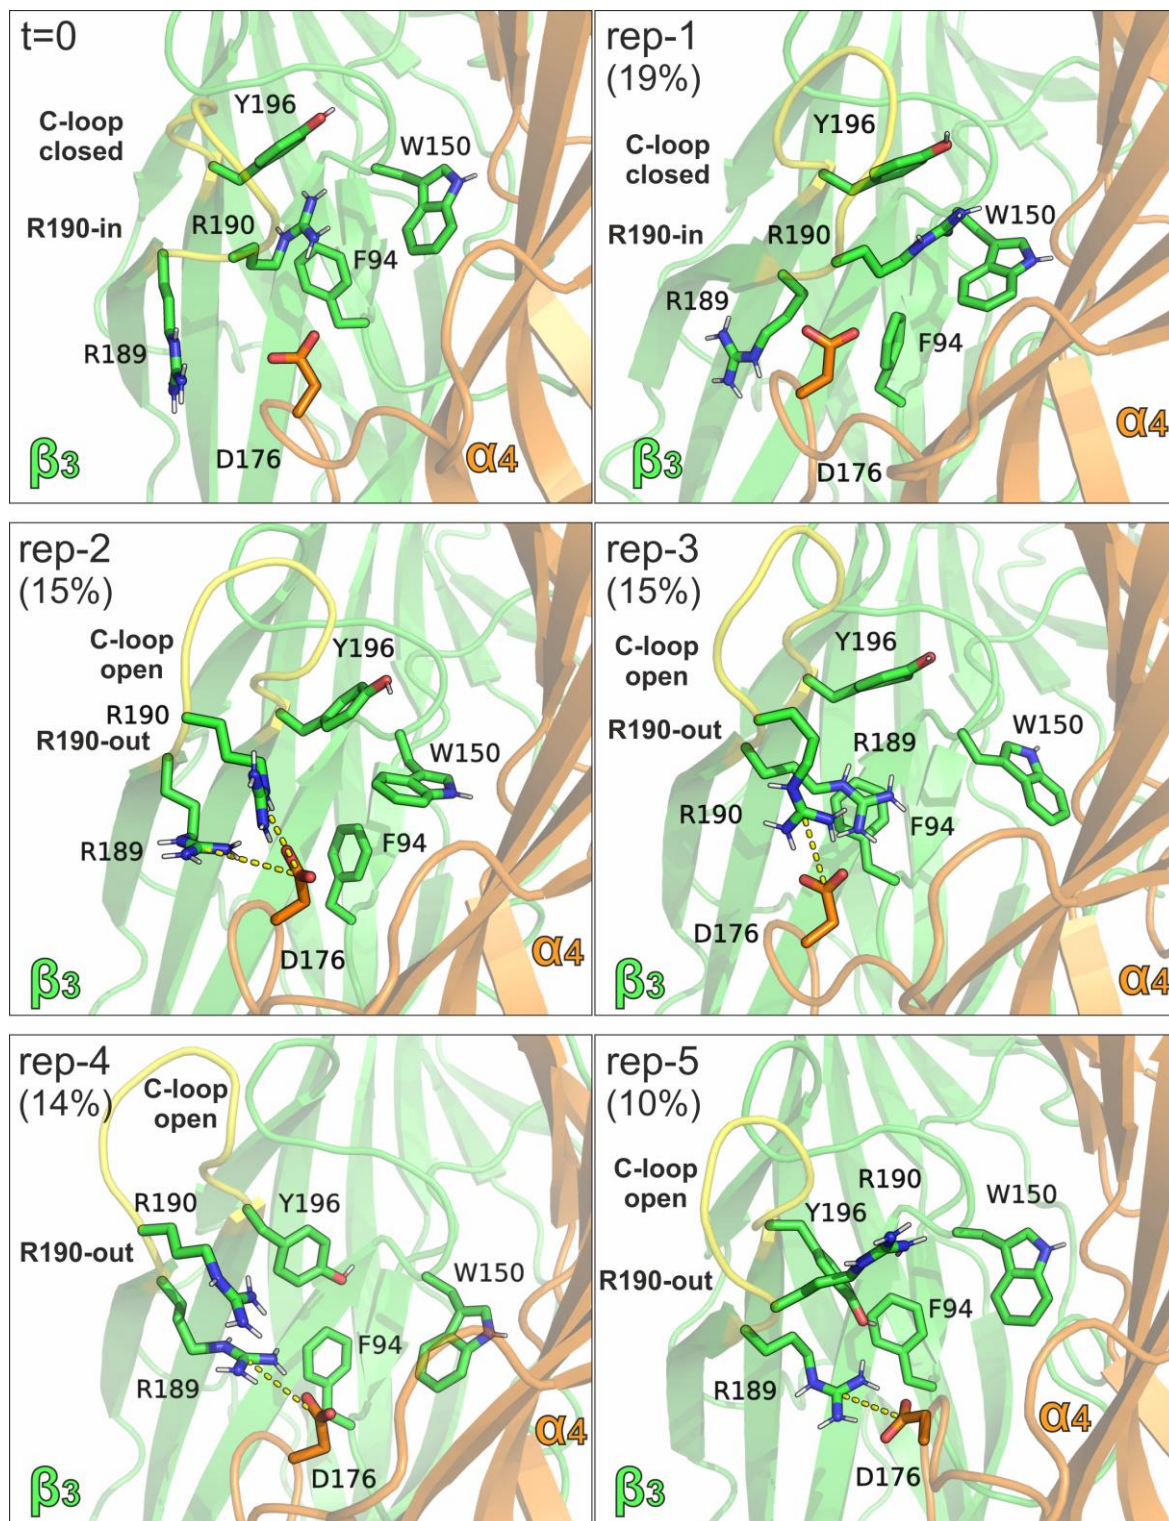 t=0
Y196
C-loop
closed
W150
R190-in
R190
F94
R189
D176
β3
α4
rep-1
(19%)
Y196
C-loop
closed
R190-in
R190
W150
R189
F94
D176
β3
α4
rep-2
(15%)
C-loop
open
Y196
R190
R190-out
W150
R189
F94
D176
β3
α4
rep-3
(15%)
Y196
C-loop
open
R190-out
R189
W150
R190
F94
D176
β3
α4
rep-4
(14%)
C-loop
open
R190
Y196
R190-out
W150
F94
R189
D176
β3
α4
rep-5
(10%)
C-loop
open
R190
Y196
W150
R190-out
F94
R189
D176
β3
α4